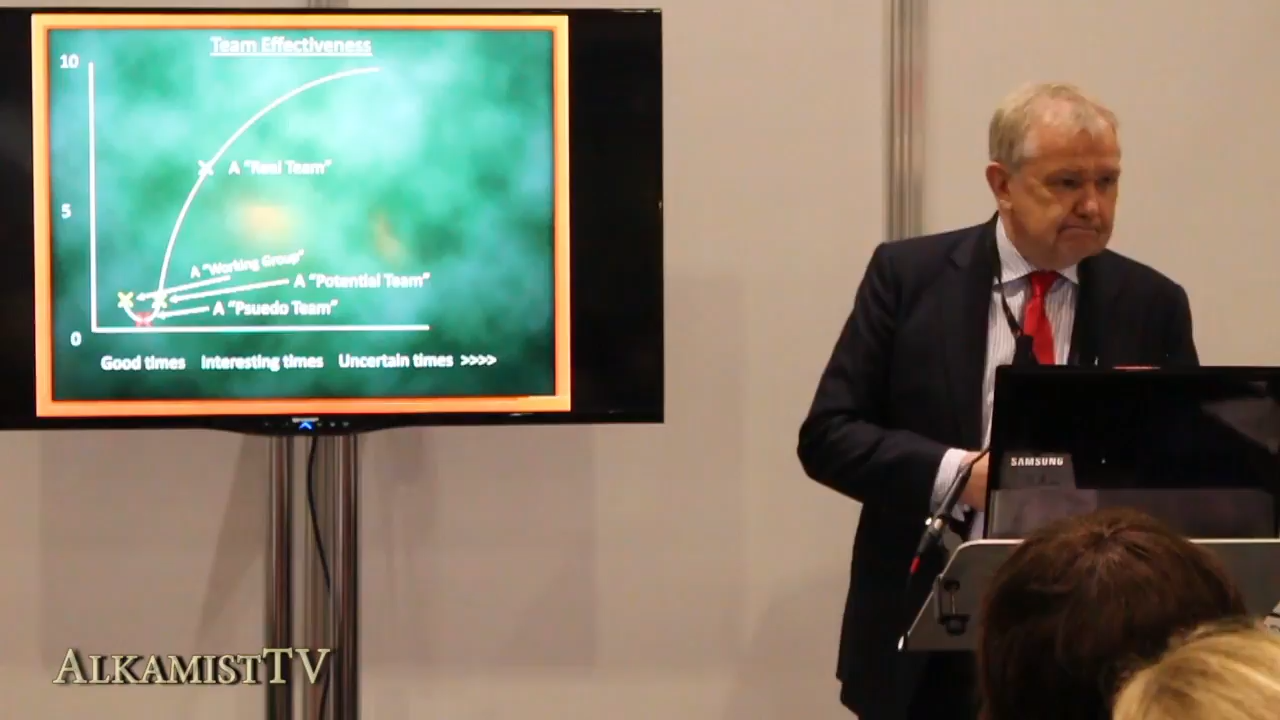 Team Effectiveness
10
A "Real Team"
5
A "Working Group"
A "Potential Team"
A "Psuedo Team"
0
Good times Interesting times Uncertain times >>>>
SAMSUNG
ALKAMISTTV